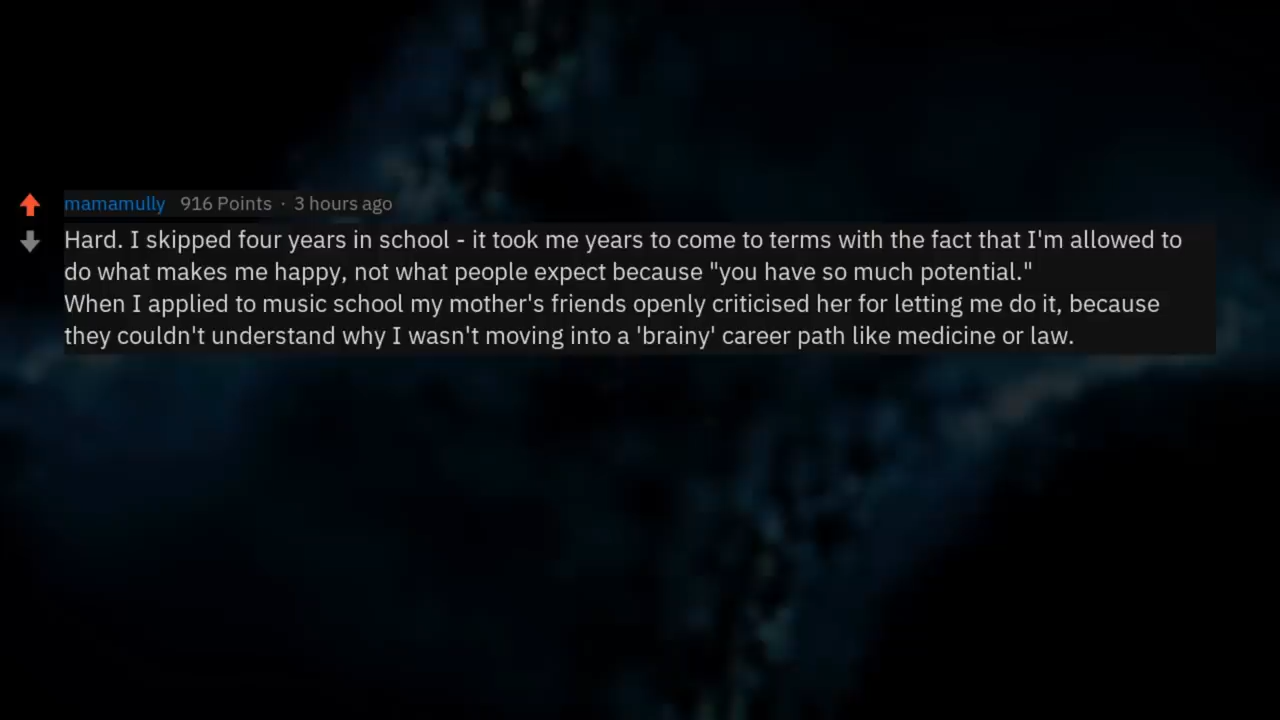 mamamully 916 Points · 3 hours ago
Hard. I skipped four years in school - it took me years to come to terms with the fact that I'm allowed to
do what makes me happy, not what people expect because "you have so much potential."
When I applied to music school my mother's friends openly criticised her for letting me do it, because
they couldn't understand why I wasn't moving into a 'brainy' career path like medicine or law.